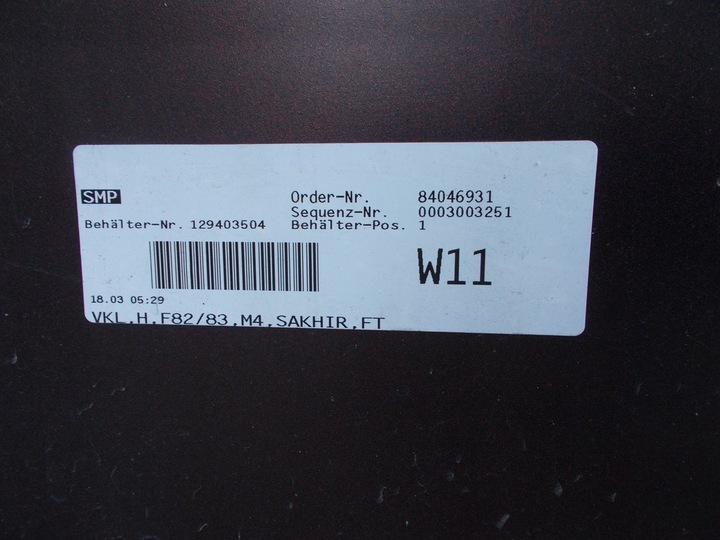 SMP
Order-Nr. 84046931
Sequenz-Nr. 0003003251
Behälter-Nr. 129403504 Behälter-Pos. 1
W11
18.03 05:29
VKL,H,F82/83,M4,SAKHIR,FT